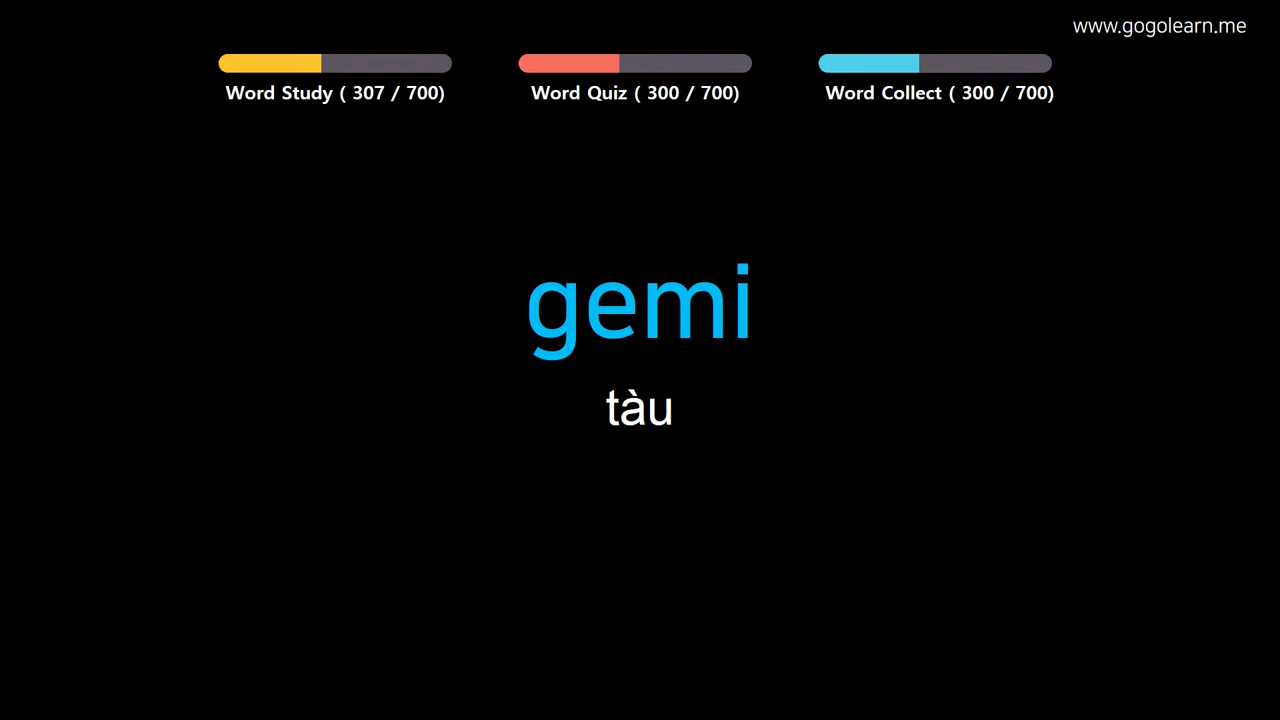 www.gogolearn.me
Word Study ( 307 / 700)
Word Quiz ( 300 / 700)
Word Collect ( 300 / 700)
gemi
tàu